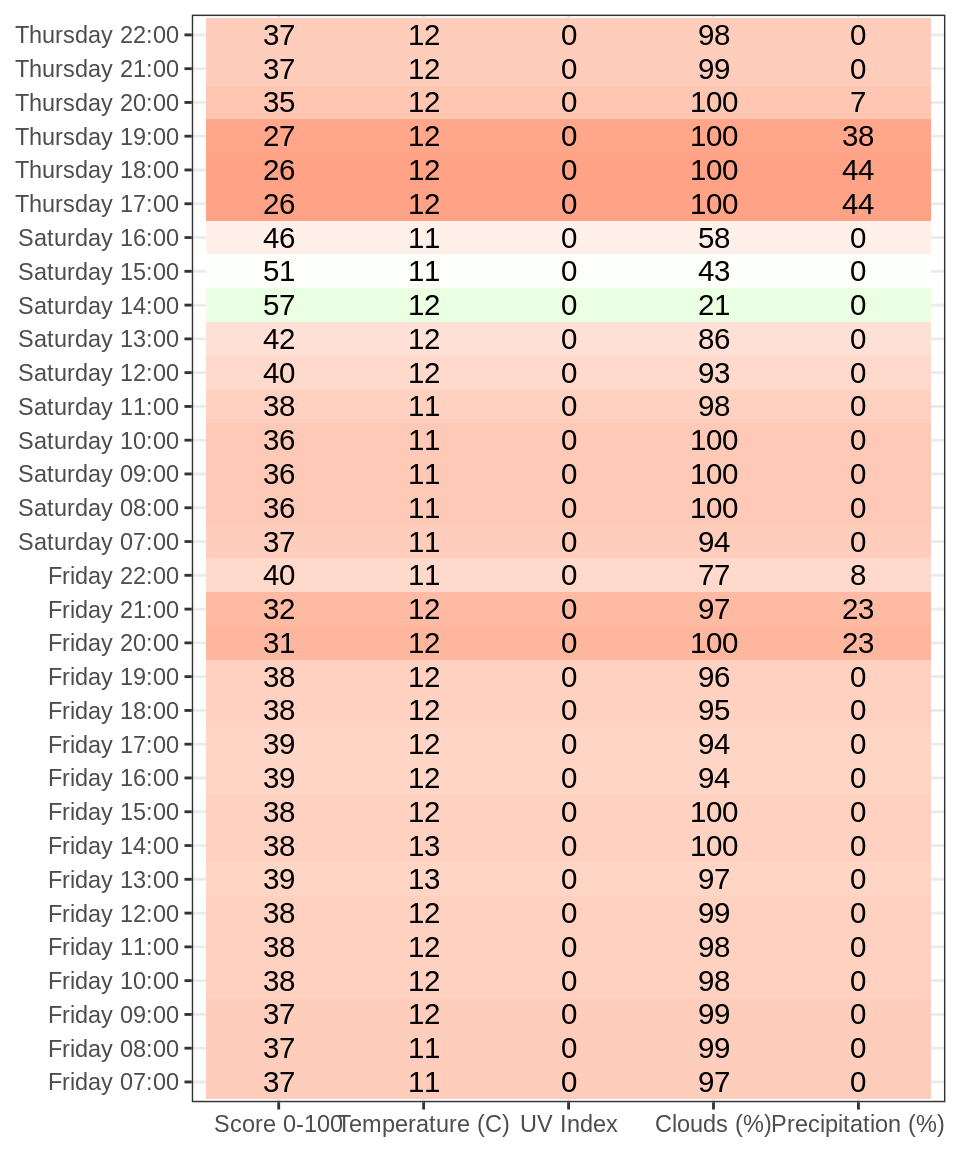 Thursday 22:00 37 12 0 98 0
Thursday 21:00 37 12 0 99 0
Thursday 20:00 35 12 0 100 7
Thursday 19:00 27 12 0 100 38
Thursday 18:00 26 12 0 100 44
Thursday 17:00 26 12 0 100 44
Saturday 16:00 46 11 0 58 0
Saturday 15:00 51 11 0 43 0
Saturday 14:00 57 12 0 21 0
Saturday 13:00 42 12 0 86 0
Saturday 12:00 40 12 0 93 0
Saturday 11:00 38 11 0 98 0
Saturday 10:00 36 11 0 100 0
Saturday 09:00 36 11 0 100 0
Saturday 08:00 36 11 0 100 0
Saturday 07:00 37 11 0 94 0
Friday 22:00 40 11 0 77 8
Friday 21:00 32 12 0 97 23
Friday 20:00 31 12 0 100 23
Friday 19:00 38 12 0 96 0
Friday 18:00 38 12 0 95 0
Friday 17:00 39 12 0 94 0
Friday 16:00 39 12 0 94 0
Friday 15:00 38 12 0 100 0
Friday 14:00 38 13 0 100 0
Friday 13:00 39 13 0 97 0
Friday 12:00 38 12 0 99 0
Friday 11:00 38 12 0 98 0
Friday 10:00 38 12 0 98 0
Friday 09:00 37 12 0 99 0
Friday 08:00 37 11 0 99 0
Friday 07:00 37 11 0 97 0
Score 0-100 Temperature (C) UV Index Clouds (%) Precipitation (%)